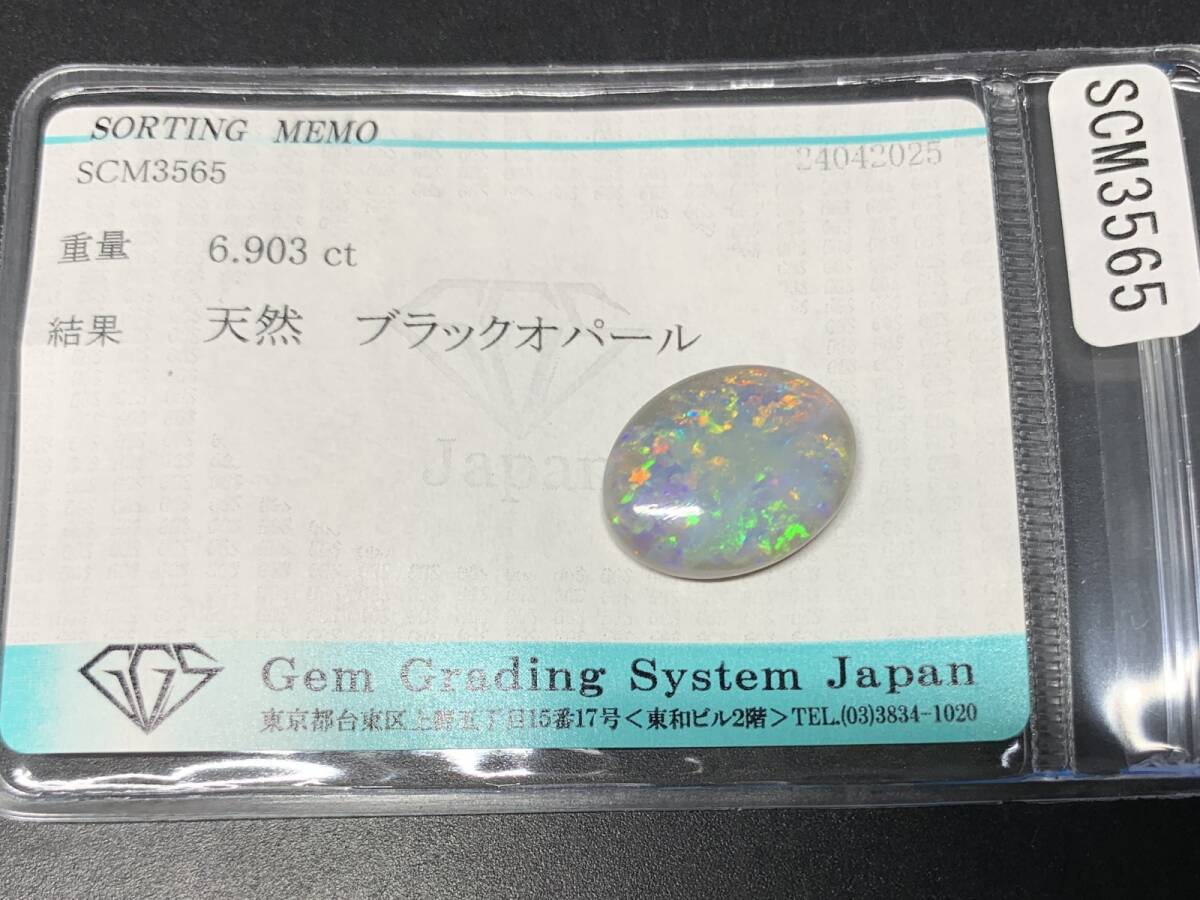 SORTING MEMO
SCM3565
24042025
重量 6.903 ct
結果 天然 ブラックオパール
Japan
GGS
Gem Grading System Japan
東京都台東区上野五丁目15番17号<東和ビル2階>TEL.(03)3834-1020
SCM3565